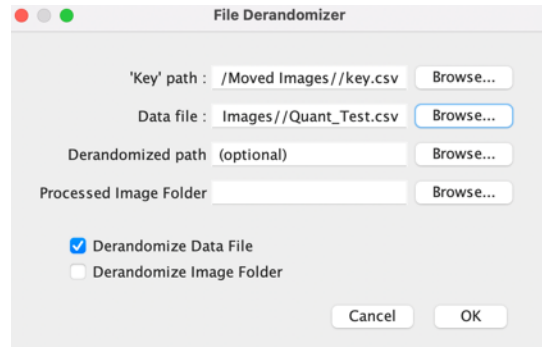 File Derandomizer
'Key' path : /Moved Images//key.csv Browse...
Data file : Images//Quant_Test.csv Browse...
Derandomized path (optional) Browse...
Processed Image Folder Browse...
Derandomize Data File
Derandomize Image Folder
Cancel OK